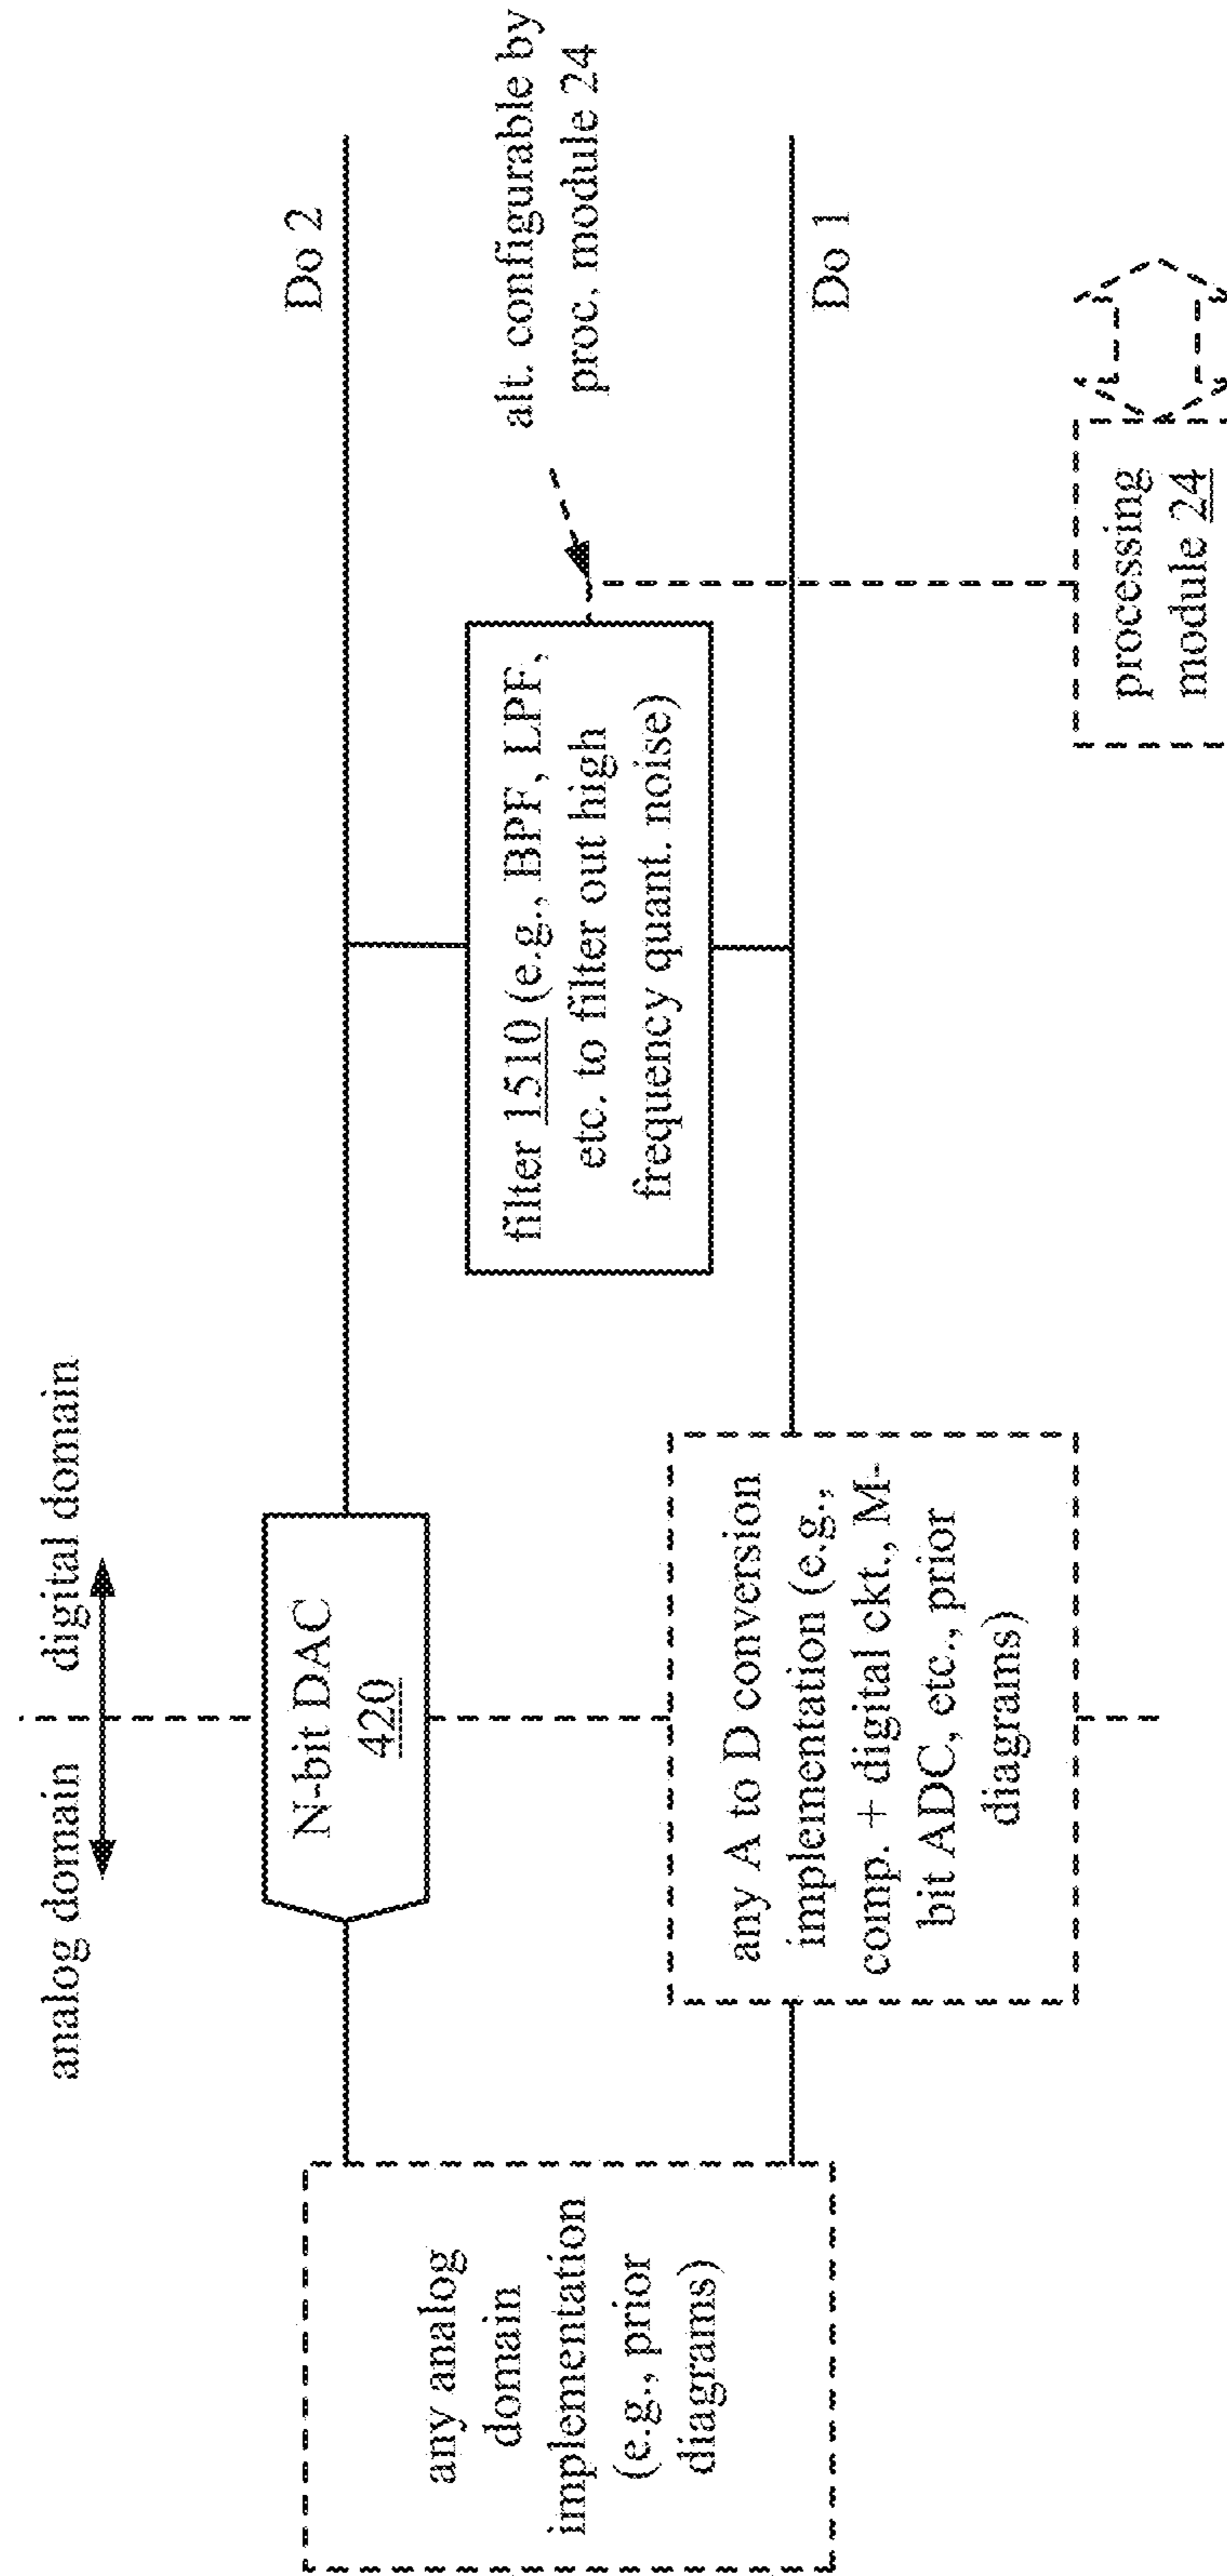 analog domain
digital domain
N-bit DAC
420
Do 2
any analog
domain
implementation
(e.g., prior
diagrams)
filter 1510 (e.g., BPF, LPF,
etc. to filter out high
frequency quant. noise)
alt. configurable by
proc. module 24
any A to D conversion
implementation (e.g.,
comp. + digital ckt., M-
bit ADC, etc., prior
diagrams)
Do 1
processing
module 24